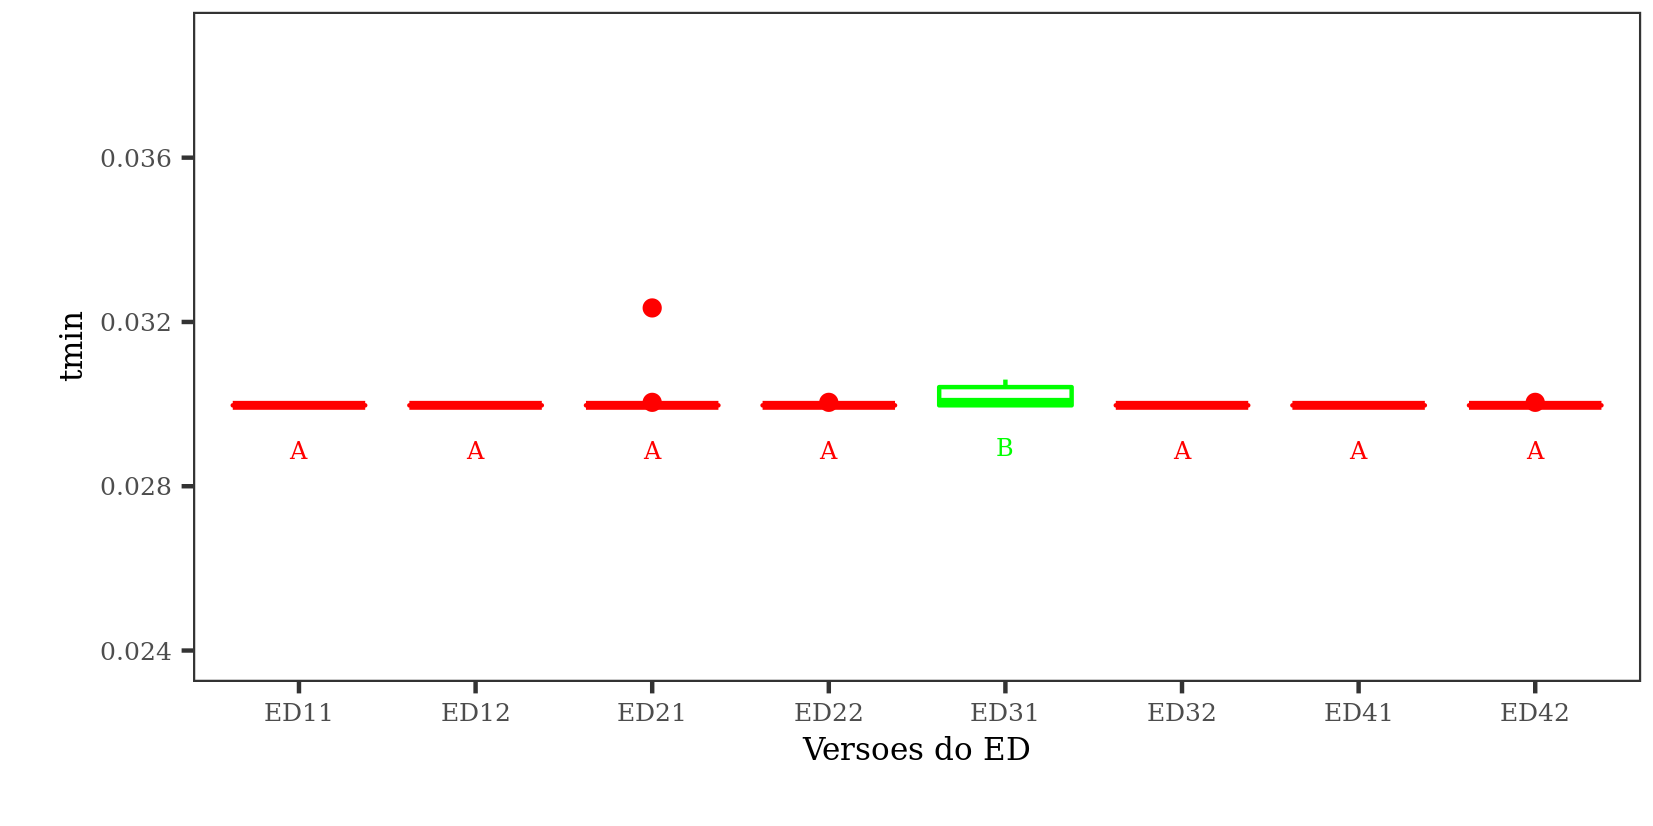 0.036
0.032
0.028
0.024
tmin
A A A A B A A A
ED11 ED12 ED21 ED22 ED31 ED32 ED41 ED42
Versoes do ED